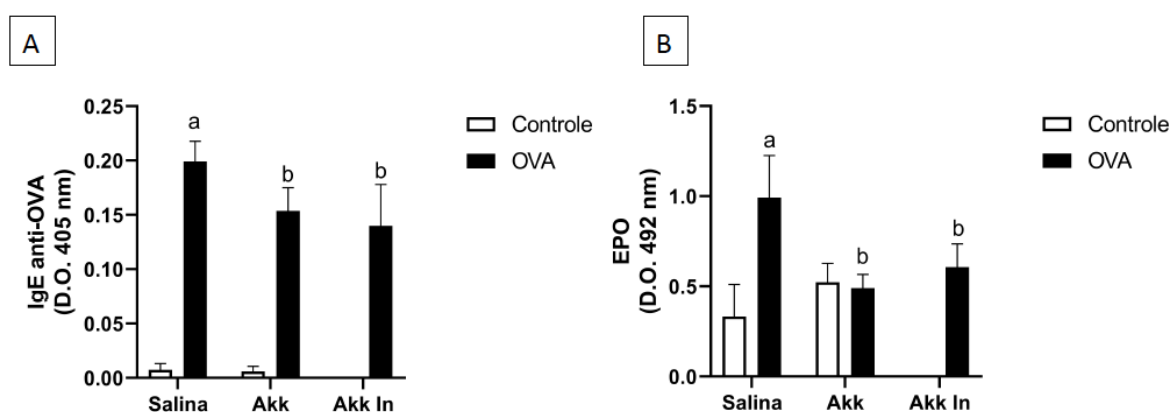 A
IgE anti-OVA
(D.O. 405 nm)
0.25
0.20
0.15
0.10
0.05
0.00
a
b
b
Salina
Akk
Akk In
Controle
OVA
B
EPO
(D.O. 492 nm)
1.5
1.0
0.5
0.0
a
b
b
Salina
Akk
Akk In
Controle
OVA